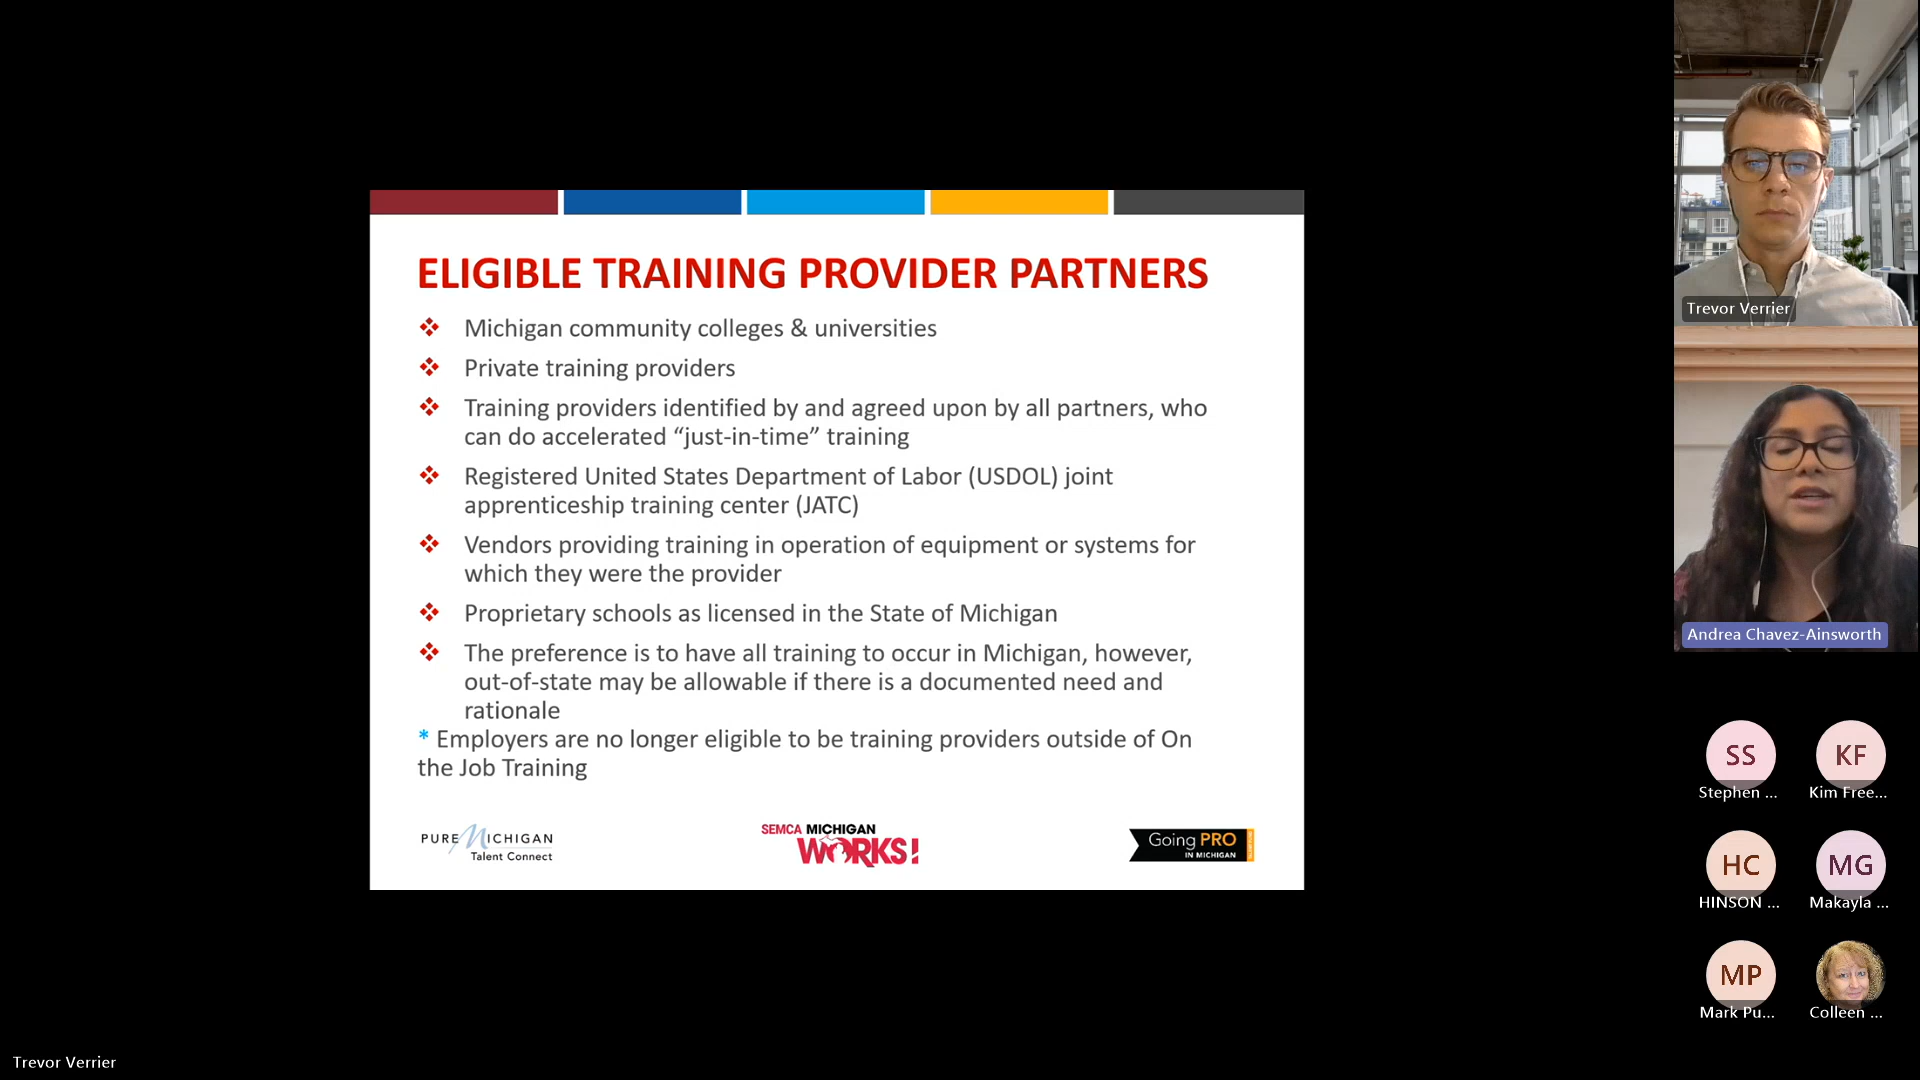 ELIGIBLE TRAINING PROVIDER PARTNERS
Michigan community colleges & universities
Private training providers
Training providers identified by and agreed upon by all partners, who
can do accelerated “just-in-time” training
Registered United States Department of Labor (USDOL) joint
apprenticeship training center (JATC)
Vendors providing training in operation of equipment or systems for
which they were the provider
Proprietary schools as licensed in the State of Michigan
The preference is to have all training to occur in Michigan, however,
out-of-state may be allowable if there is a documented need and
rationale
* Employers are no longer eligible to be training providers outside of On
the Job Training
PURE MICHIGAN
Talent Connect
SEMCA MICHIGAN
WORKS!
Going PRO
IN MICHIGAN
Trevor Verrier
Andrea Chavez-Ainsworth
SS
KF
Stephen ...
Kim Free...
HC
MG
HINSON ...
Makayla ...
MP
Mark Pu...
Colleen ...
Trevor Verrier